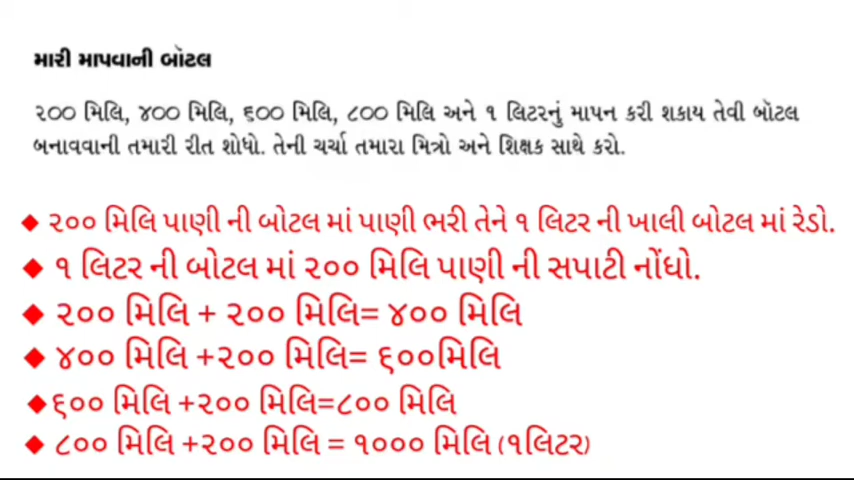 મારી માપવાની બૉટલ
૨૦૦ મિલિ, ૪૦૦ મિલિ, ૬૦૦ મિલિ, ૮૦૦ મિલિ અને ૧ લિટરનું માપન કરી શકાય તેવી બૉટલ
બનાવવાની તમારી રીત શોધો. તેની ચર્ચા તમારા મિત્રો અને શિક્ષક સાથે કરો.
◆ ૨૦૦ મિલિ પાણી ની બોટલ માં પાણી ભરી તેને ૧ લિટર ની ખાલી બોટલ માં રેડો.
◆ ૧ લિટર ની બોટલ માં ૨૦૦ મિલિ પાણી ની સપાટી નોંધો.
◆ ૨૦૦ મિલિ + ૨૦૦ મિલિ= ૪૦૦ મિલિ
◆ ૪૦૦ મિલિ +૨૦૦ મિલિ= ૬૦૦મિલિ
◆૬૦૦ મિલિ +૨૦૦ મિલિ=૮૦૦ મિલિ
◆ ૮૦૦ મિલિ +૨૦૦ મિલિ = ૧૦૦૦ મિલિ (૧લિટર)